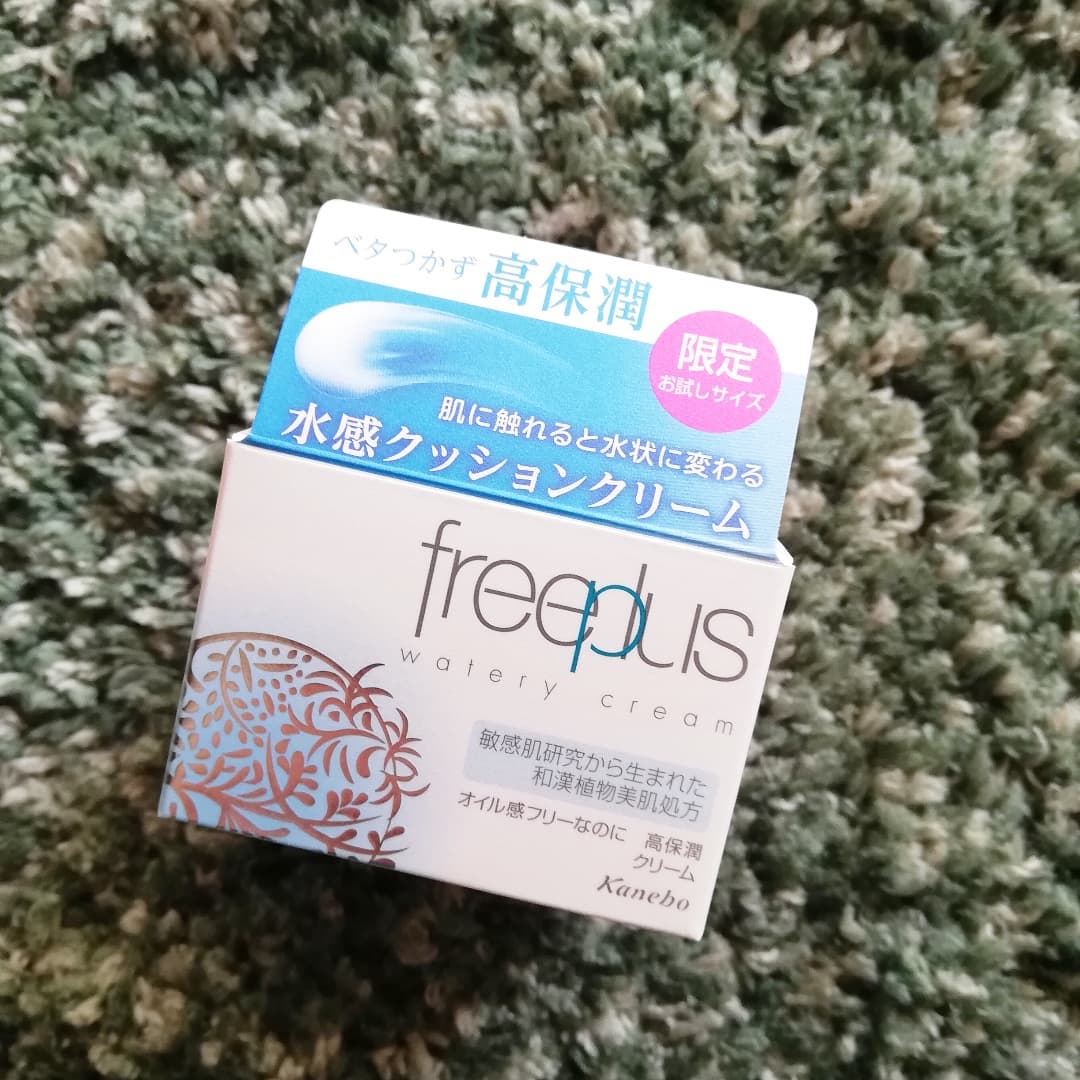 ベタつかず 高保潤
限定
お試しサイズ
肌に触れると水状に変わる
水感クッションクリーム
freeplus
watery cream
敏感肌研究から生まれた
和漢植物美肌処方
オイル感フリーなのに 高保潤
クリーム
Kanebo